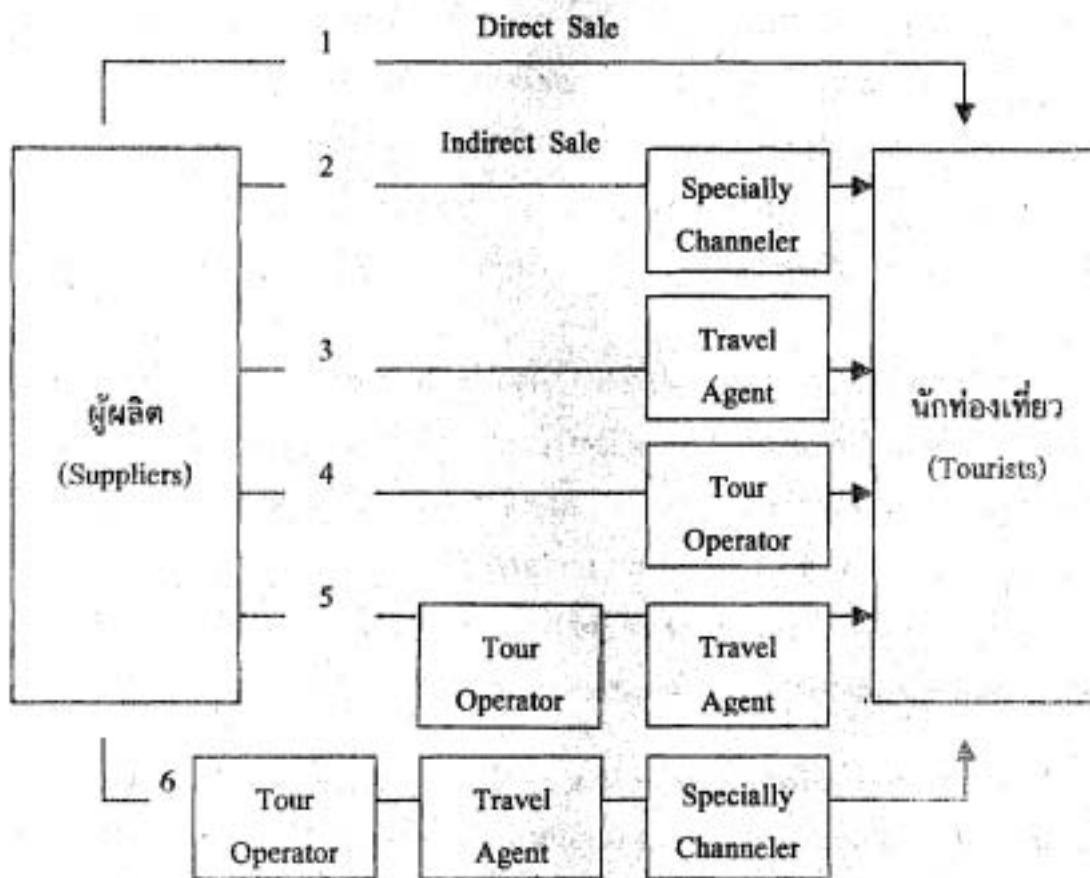 Direct Sale
1
Indirect Sale
2
Specially
Channeler
3
Travel
Agent
ผู้ผลิต
(Suppliers)
นักท่องเที่ยว
(Tourists)
4
Tour
Operator
5
Tour
Operator
Travel
Agent
6
Tour
Operator
Travel
Agent
Specially
Channeler